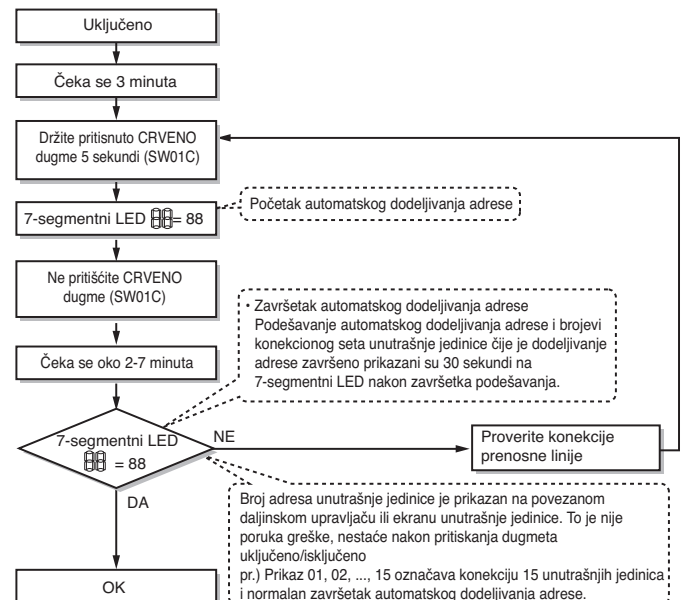 Uključeno
Čeka se 3 minuta
Držite pritisnuto CRVENO
dugme 5 sekundi (SW01C)
7-segmentni LED 88 = 88
Početak automatskog dodeljivanja adrese
Ne pritišćite CRVENO
dugme (SW01C)
Čeka se oko 2-7 minuta
· Završetak automatskog dodeljivanja adrese
Podešavanje automatskog dodeljivanja adrese i brojevi
konekcionog seta unutrašnje jedinice čije je dodeljivanje
adrese završeno prikazani su 30 sekundi na
7-segmentni LED nakon završetka podešavanja.
7-segmentni LED
88 = 88
NE
Proverite konekcije
prenosne linije
DA
Broj adresa unutrašnje jedinice je prikazan na povezanom
daljinskom upravljaču ili ekranu unutrašnje jedinice. To je nije
poruka greške, nestaće nakon pritiskanja dugmeta
uključeno/isključeno
pr.) Prikaz 01, 02, ..., 15 označava konekciju 15 unutrašnjih jedinica
i normalan završetak automatskog dodeljivanja adrese.
OK